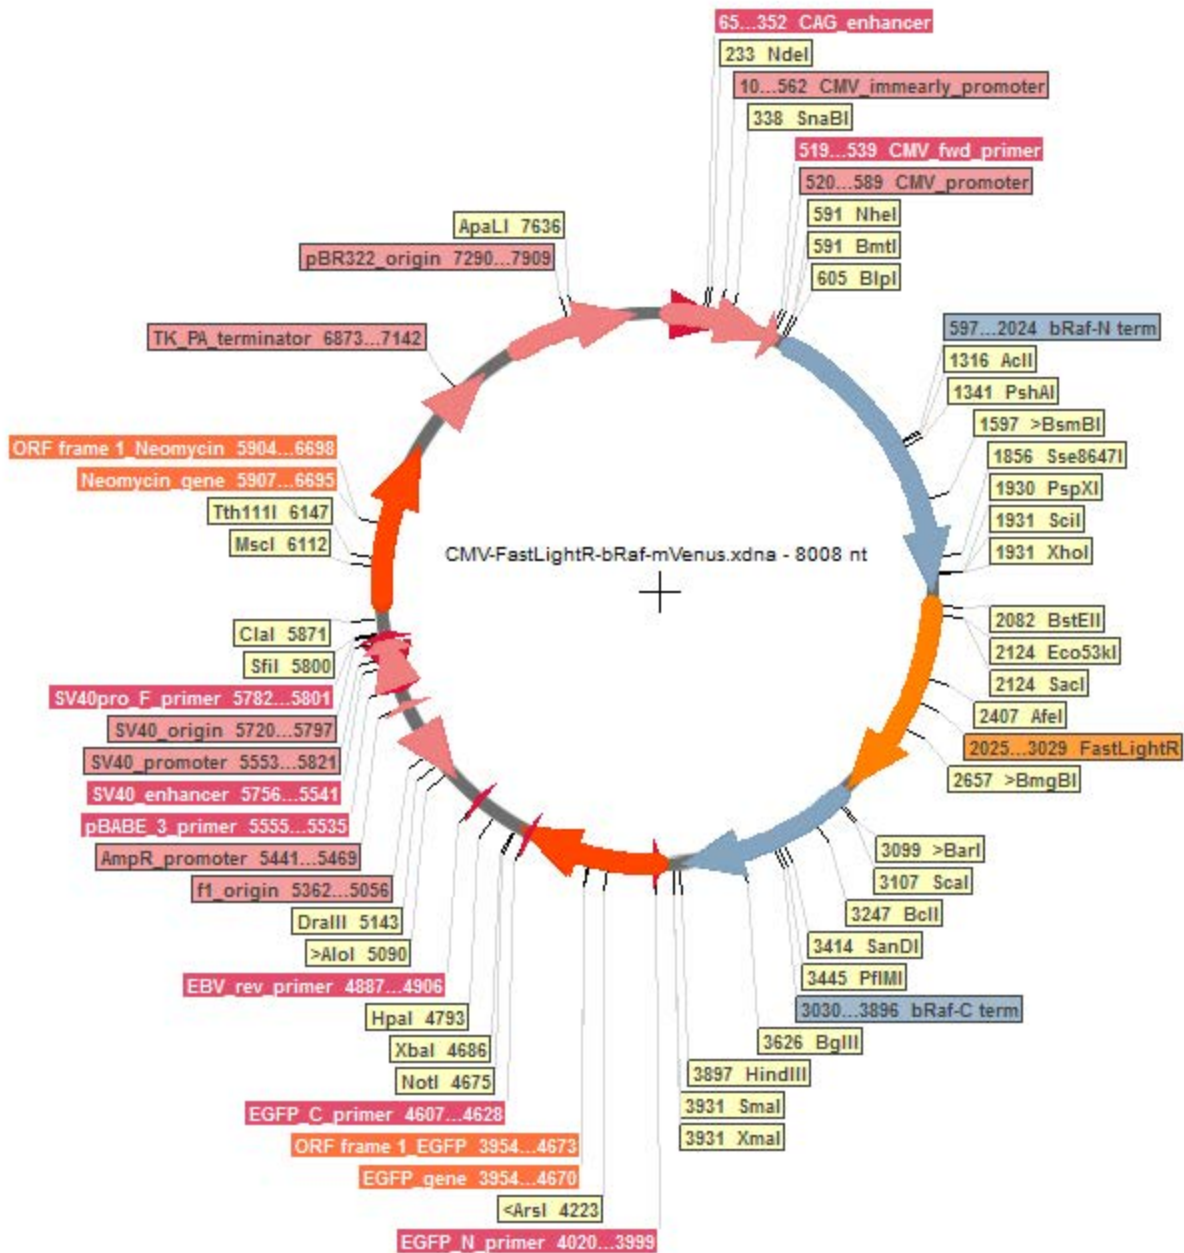 65...352 CAG_enhancer
233 NdeI
10...562 CMV_immearly_promoter
338 SnaBI
519...539 CMV_fwd_primer
520...589 CMV_promoter
591 NheI
591 BmtI
605 BlpI
597...2024 bRaf-N term
1316 AclI
1341 PshAI
1597 >BsmBI
1856 Sse8647I
1930 PspXI
1931 SciI
1931 XhoI
2082 BstEII
2124 Eco53kI
2124 SacI
2407 AfeI
2025...3029 FastLightR
2657 >BmgBI
3099 >BarI
3107 ScaI
3247 BclI
3414 SanDI
3445 PflMI
3030...3896 bRaf-C term
3626 BglII
3897 HindIII
3931 SmaI
3931 XmaI
ApaLI 7636
pBR322_origin 7290...7909
TK_PA_terminator 6873...7142
ORF frame 1_Neomycin 5904...6698
Neomycin_gene 5907...6695
Tth111I 6147
MscI 6112
CMV-FastLightR-bRaf-mVenus.xdna - 8008 nt
ClaI 5871
SfiI 5800
SV40pro_F_primer 5782...5801
SV40_origin 5720...5797
SV40_promoter 5553...5821
SV40_enhancer 5756...5541
pBABE_3_primer 5555...5535
AmpR_promoter 5441...5469
f1_origin 5362...5056
DraIII 5143
>AloI 5090
EBV_rev_primer 4887...4906
HpaI 4793
XbaI 4686
NotI 4675
EGFP_C_primer 4607...4628
ORF frame 1_EGFP 3954...4673
EGFP_gene 3954...4670
<ArsI 4223
EGFP_N_primer 4020...3999